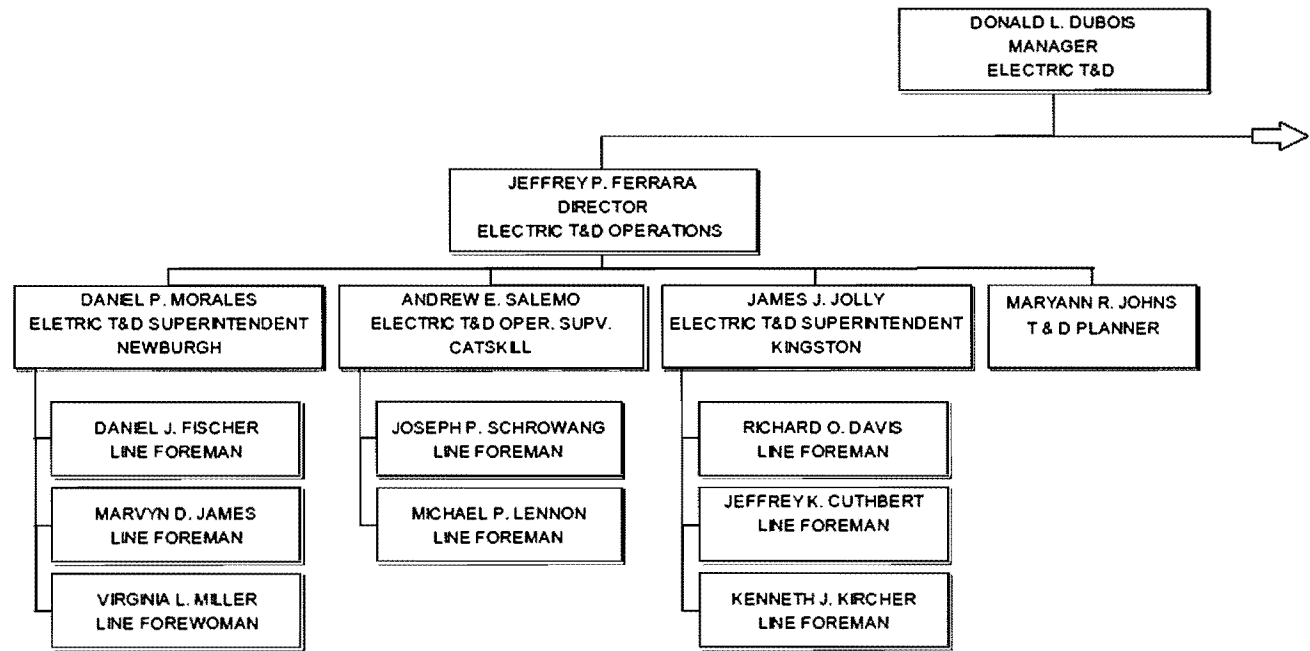 DONALD L. DUBOIS
MANAGER
ELECTRIC T&D
JEFFREY P. FERRARA
DIRECTOR
ELECTRIC T&D OPERATIONS
DANIEL P. MORALES
ELETRIC T&D SUPERINTENDENT
NEWBURGH
ANDREW E. SALEMO
ELECTRIC T&D OPER. SUPV.
CATSKILL
JAMES J. JOLLY
ELECTRIC T&D SUPERINTENDENT
KINGSTON
MARYANN R. JOHNS
T & D PLANNER
DANIEL J. FISCHER
LINE FOREMAN
MARVYN D. JAMES
LINE FOREMAN
VIRGINIA L. MILLER
LINE FOREWOMAN
JOSEPH P. SCHROWANG
LINE FOREMAN
MICHAEL P. LENNON
LINE FOREMAN
RICHARD O. DAVIS
LINE FOREMAN
JEFFREY K. CUTHBERT
LINE FOREMAN
KENNETH J. KIRCHER
LINE FOREMAN